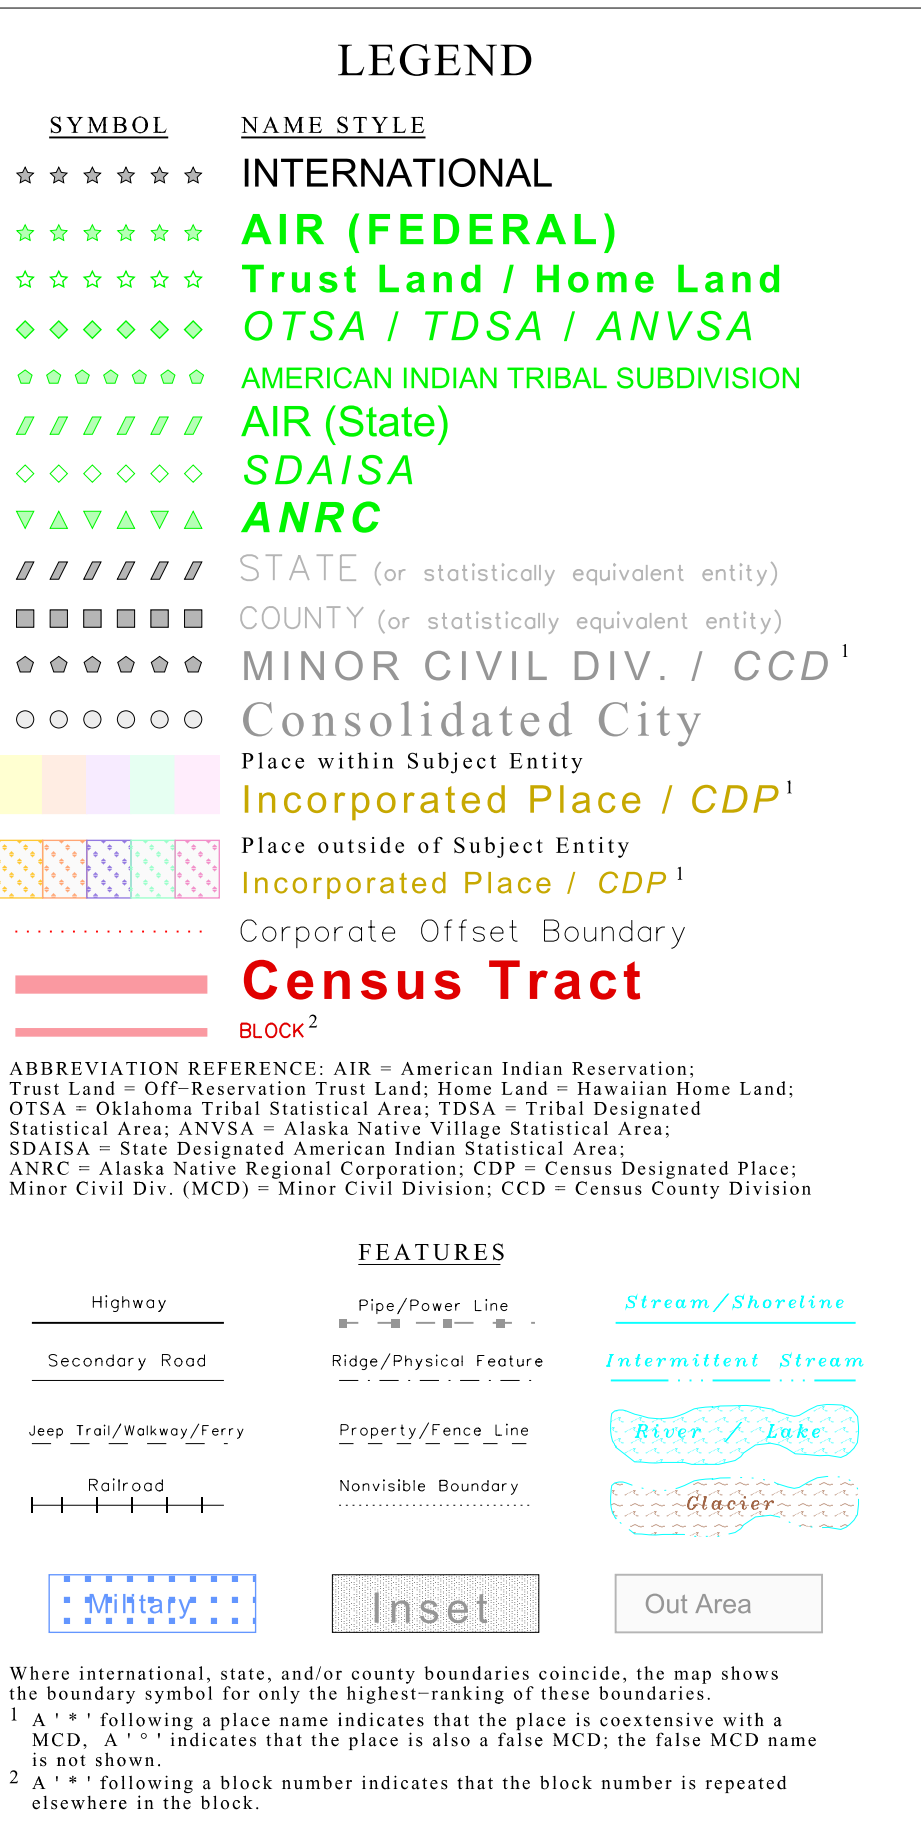 LEGEND
SYMBOL NAME STYLE
INTERNATIONAL
AIR (FEDERAL)
Trust Land / Home Land
OTSA / TDSA / ANVSA
AMERICAN INDIAN TRIBAL SUBDIVISION
AIR (State)
SDAISA
ANRC
STATE (or statistically equivalent entity)
COUNTY (or statistically equivalent entity)
MINOR CIVIL DIV. / CCD 1
Consolidated City
Place within Subject Entity
Incorporated Place / CDP 1
Place outside of Subject Entity
Incorporated Place / CDP 1
Corporate Offset Boundary
Census Tract
BLOCK 2
ABBREVIATION REFERENCE: AIR = American Indian Reservation;
Trust Land = Off−Reservation Trust Land; Home Land = Hawaiian Home Land;
OTSA = Oklahoma Tribal Statistical Area; TDSA = Tribal Designated
Statistical Area; ANVSA = Alaska Native Village Statistical Area;
SDAISA = State Designated American Indian Statistical Area;
ANRC = Alaska Native Regional Corporation; CDP = Census Designated Place;
Minor Civil Div. (MCD) = Minor Civil Division; CCD = Census County Division
FEATURES
Highway Pipe/Power Line Stream/Shoreline
Secondary Road Ridge/Physical Feature Intermittent Stream
Jeep Trail/Walkway/Ferry Property/Fence Line River / Lake
Railroad Nonvisible Boundary Glacier
Military Inset Out Area
Where international, state, and/or county boundaries coincide, the map shows
the boundary symbol for only the highest−ranking of these boundaries.
1 A ' * ' following a place name indicates that the place is coextensive with a
MCD, A ' ° ' indicates that the place is also a false MCD; the false MCD name
is not shown.
2 A ' * ' following a block number indicates that the block number is repeated
elsewhere in the block.